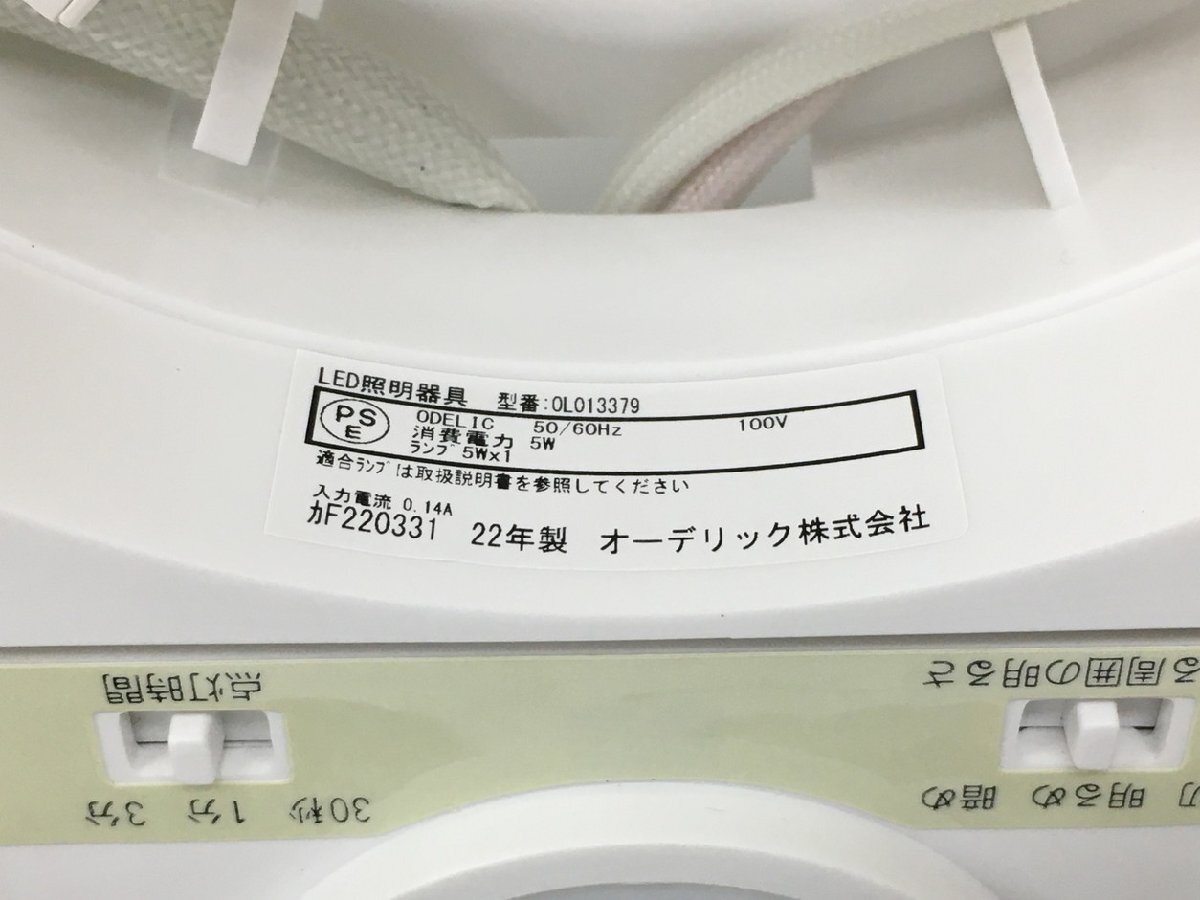 LED照明器具 型番:OL013379
PS
E
ODELIC 50/60Hz 100V
消費電力 5W
ランプ 5W×1
適合ランプは取扱説明書を参照してください
入力電流 0.14A
カF220331 22年製 オーデリック株式会社
点灯時間
30秒 1分 3分
る周囲の明るさ
切 明るめ 暗め